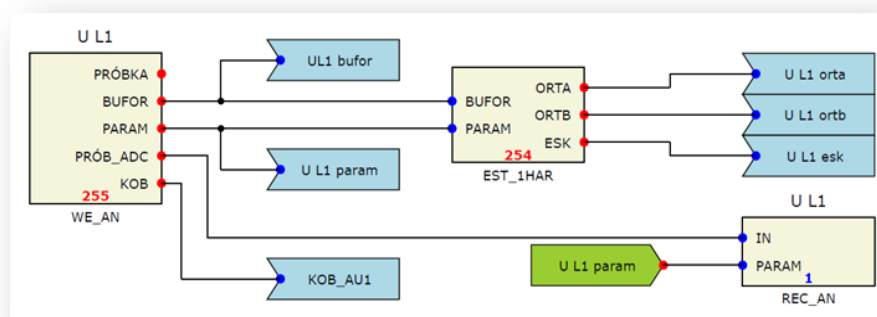 U L1
PRÓBKA
BUFOR
PARAM
PRÓB_ADC
KOB
255
WE_AN
UL1 bufor
U L1 param
KOB_AU1
BUFOR
PARAM
ORTA
ORTB
ESK
254
EST_1HAR
U L1 orta
U L1 ortb
U L1 esk
U L1 param
U L1
IN
PARAM
1
REC_AN